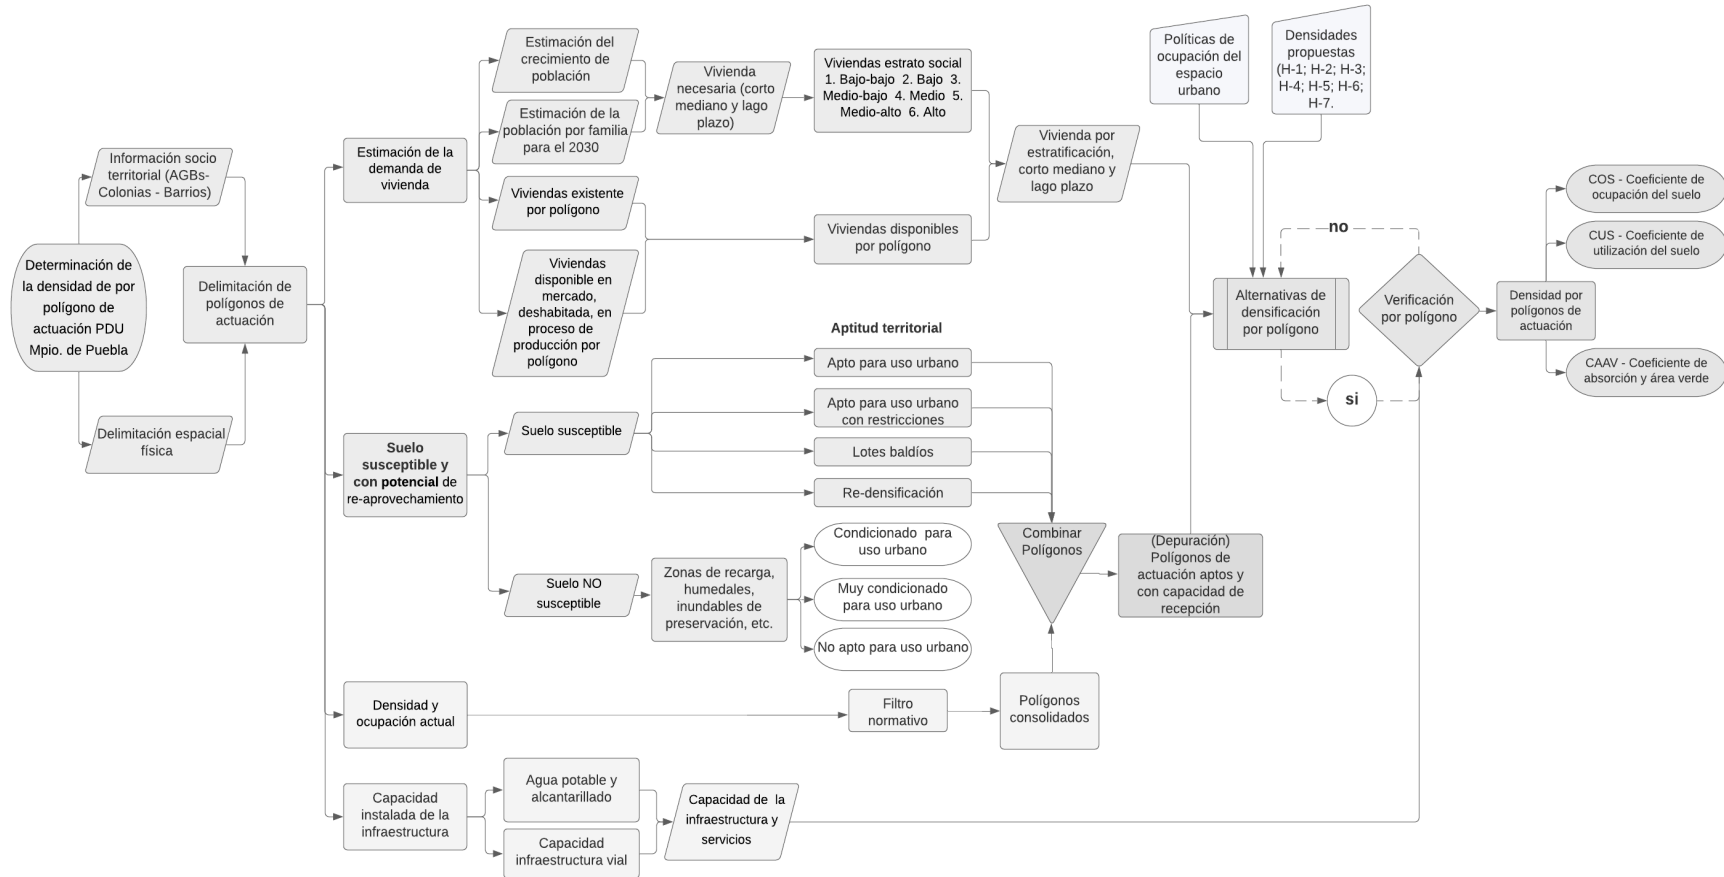 Determinación de
la densidad de por
polígono de
actuación PDU
Mpio. de Puebla
Información socio
territorial (AGBs-
Colonias - Barrios)
Delimitación espacial
física
Delimitación de
polígonos de
actuación
Estimación de la
demanda de
vivienda
Estimación del
crecimiento de
población
Estimación de la
población por familia
para el 2030
Viviendas existente
por polígono
Viviendas
disponible en
mercado,
deshabitada, en
proceso de
producción por
polígono
Vivienda
necesaria (corto
mediano y lago
plazo)
Viviendas estrato social
1. Bajo-bajo 2. Bajo 3.
Medio-bajo 4. Medio 5.
Medio-alto 6. Alto
Viviendas disponibles
por polígono
Vivienda por
estratificación,
corto mediano y
lago plazo
Políticas de
ocupación del
espacio
urbano
Densidades
propuestas
(H-1; H-2; H-3;
H-4; H-5; H-6;
H-7.
Alternativas de
densificación
por polígono
no
si
Verificación
por polígono
Densidad por
polígonos de
actuación
COS - Coeficiente de
ocupación del suelo
CUS - Coeficiente de
utilización del suelo
CAAV - Coeficiente de
absorción y área verde
Suelo
susceptible y
con potencial de
re-aprovechamiento
Suelo susceptible
Aptitud territorial
Apto para uso urbano
Apto para uso urbano
con restricciones
Lotes baldíos
Re-densificación
Suelo NO
susceptible
Zonas de recarga,
humedales,
inundables de
preservación, etc.
Condicionado para
uso urbano
Muy condicionado
para uso urbano
No apto para uso urbano
Combinar
Polígonos
(Depuración)
Polígonos de
actuación aptos y
con capacidad de
recepción
Densidad y
ocupación actual
Filtro
normativo
Polígonos
consolidados
Capacidad
instalada de la
infraestructura
Agua potable y
alcantarillado
Capacidad
infraestructura vial
Capacidad de la
infraestructura y
servicios